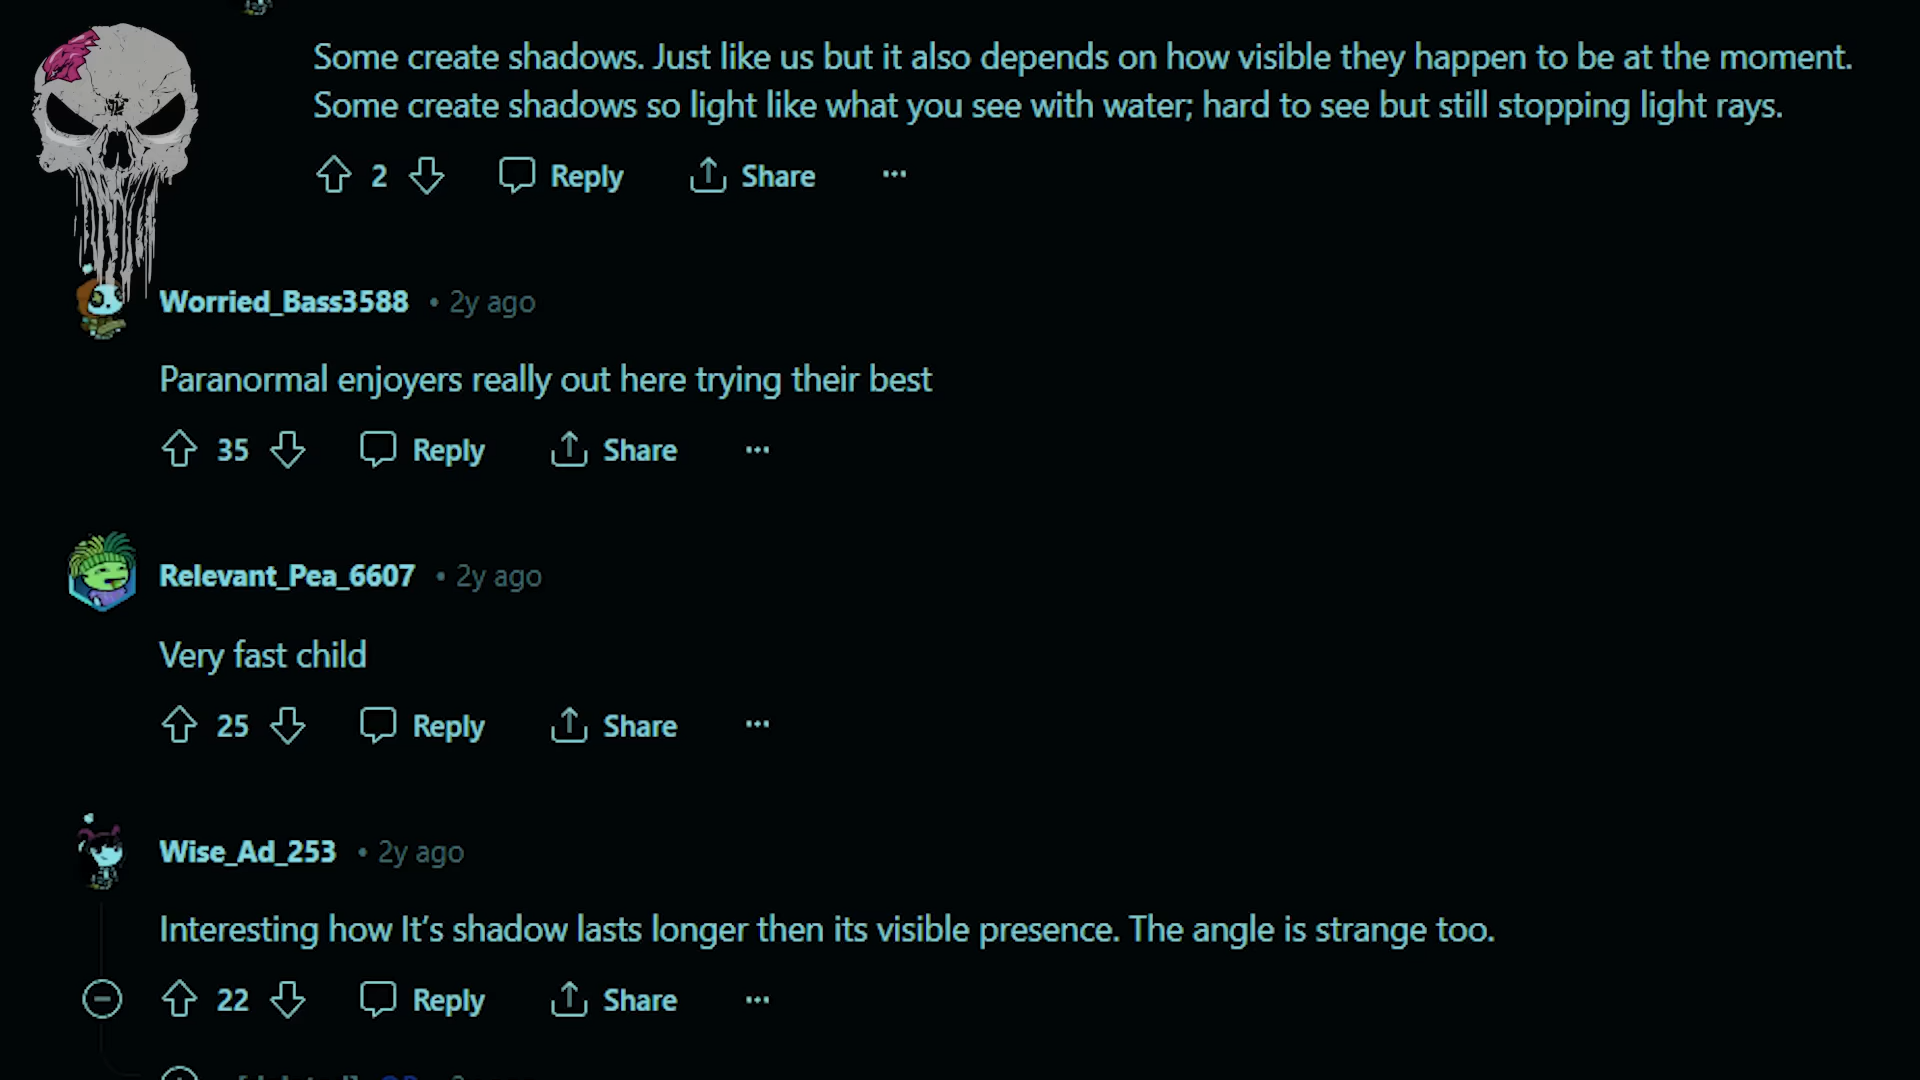 Some create shadows. Just like us but it also depends on how visible they happen to be at the moment.
Some create shadows so light like what you see with water; hard to see but still stopping light rays.
2 Reply Share
Worried_Bass3588 • 2y ago
Paranormal enjoyers really out here trying their best
35 Reply Share
Relevant_Pea_6607 • 2y ago
Very fast child
25 Reply Share
Wise_Ad_253 • 2y ago
Interesting how It’s shadow lasts longer then its visible presence. The angle is strange too.
22 Reply Share